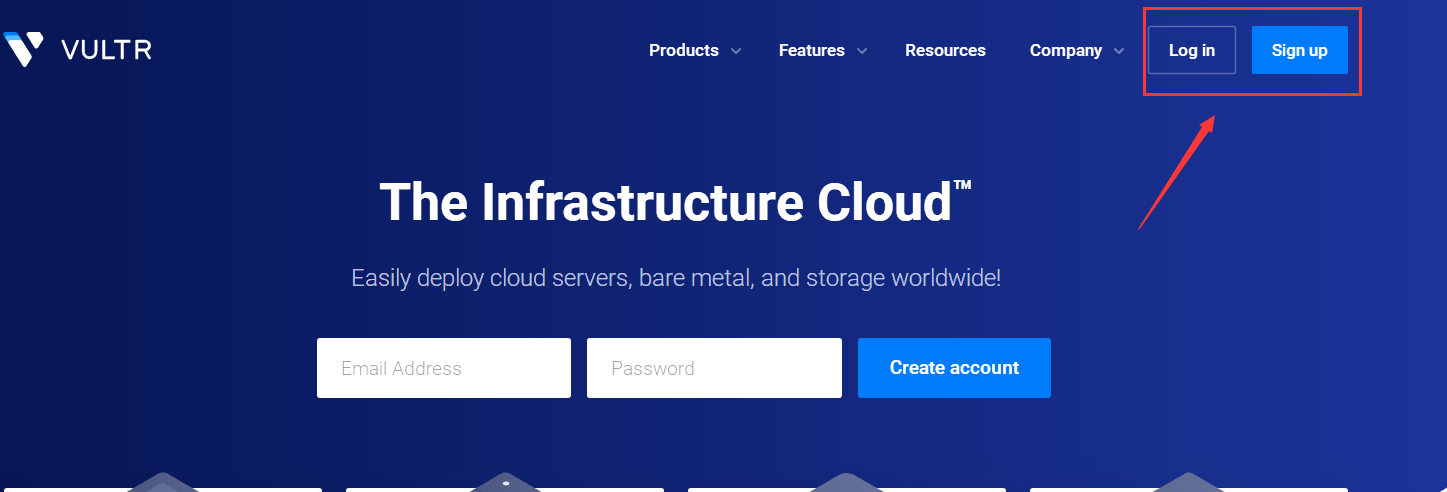 VULTR
Products Features Resources Company Log in Sign up
The Infrastructure Cloud™
Easily deploy cloud servers, bare metal, and storage worldwide!
Email Address Password Create account